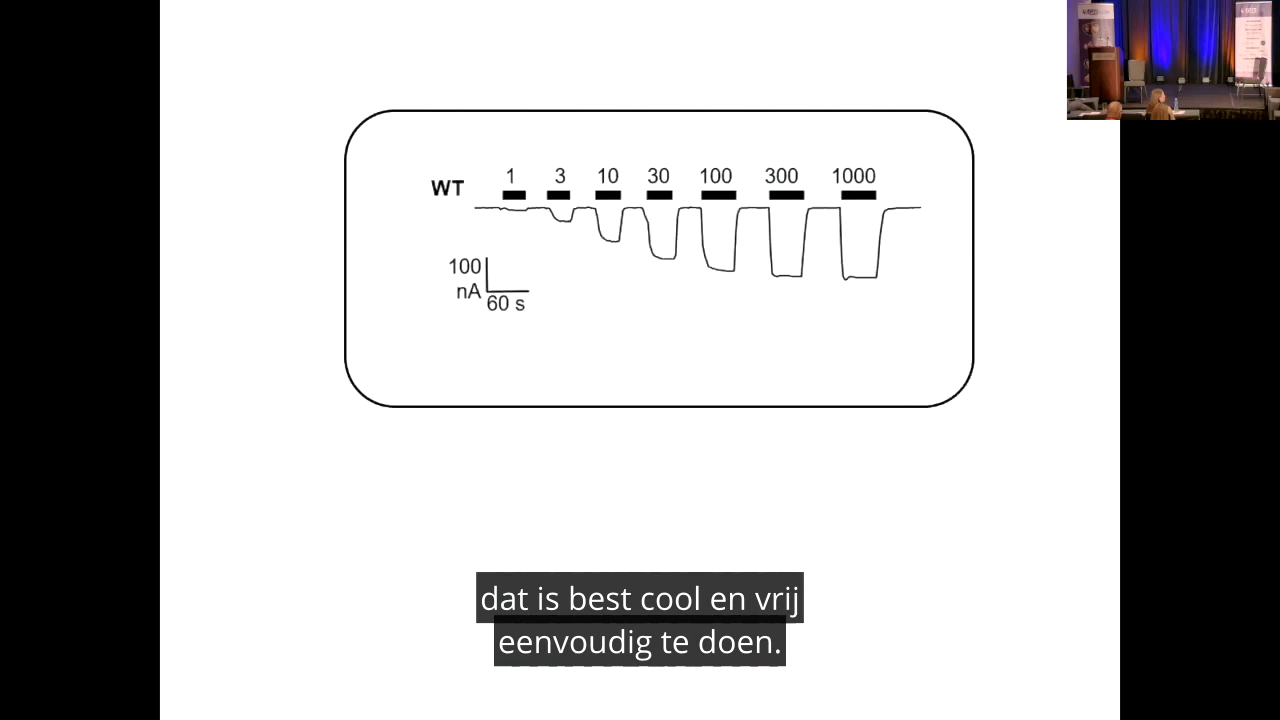 1 3 10 30 100 300 1000
WT
100
nA
60 s
dat is best cool en vrij
eenvoudig te doen.